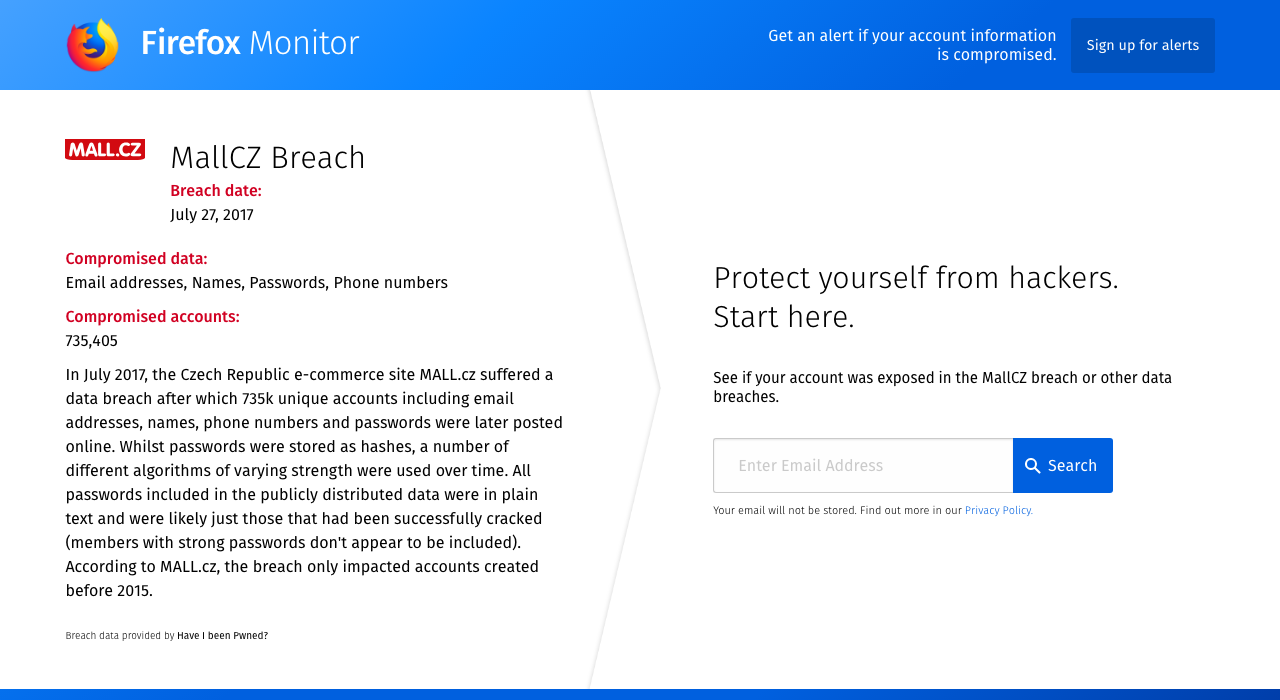 Firefox Monitor
Get an alert if your account information
is compromised.
Sign up for alerts
MALL.CZ
MallCZ Breach
Breach date:
July 27, 2017
Compromised data:
Email addresses, Names, Passwords, Phone numbers
Compromised accounts:
735,405
In July 2017, the Czech Republic e-commerce site MALL.cz suffered a
data breach after which 735k unique accounts including email
addresses, names, phone numbers and passwords were later posted
online. Whilst passwords were stored as hashes, a number of
different algorithms of varying strength were used over time. All
passwords included in the publicly distributed data were in plain
text and were likely just those that had been successfully cracked
(members with strong passwords don't appear to be included).
According to MALL.cz, the breach only impacted accounts created
before 2015.
Breach data provided by Have I been Pwned?
Protect yourself from hackers.
Start here.
See if your account was exposed in the MallCZ breach or other data
breaches.
Enter Email Address
Search
Your email will not be stored. Find out more in our Privacy Policy.